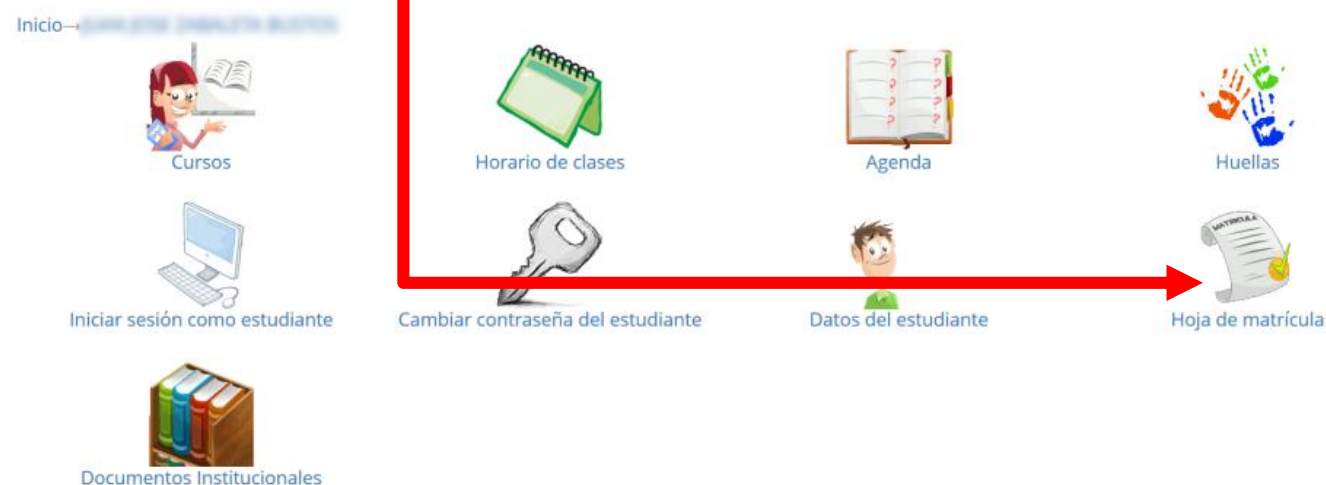 Inicio→
Cursos
Horario de clases
Agenda
Huellas
MATRICULA
Iniciar sesión como estudiante
Cambiar contraseña del estudiante
Datos del estudiante
Hoja de matrícula
Documentos Institucionales